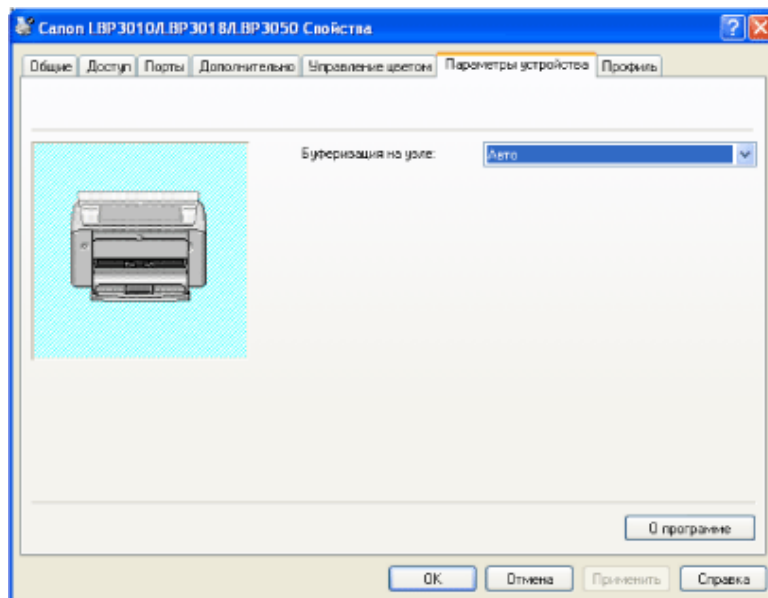 Canon LBP3010/LBP3018/LBP3050 Свойства
Общие Доступ Порты Дополнительно Управление цветом Параметры устройства Профиль
Буферизация на узле: Авто
О программе
OK Отмена Применить Справка